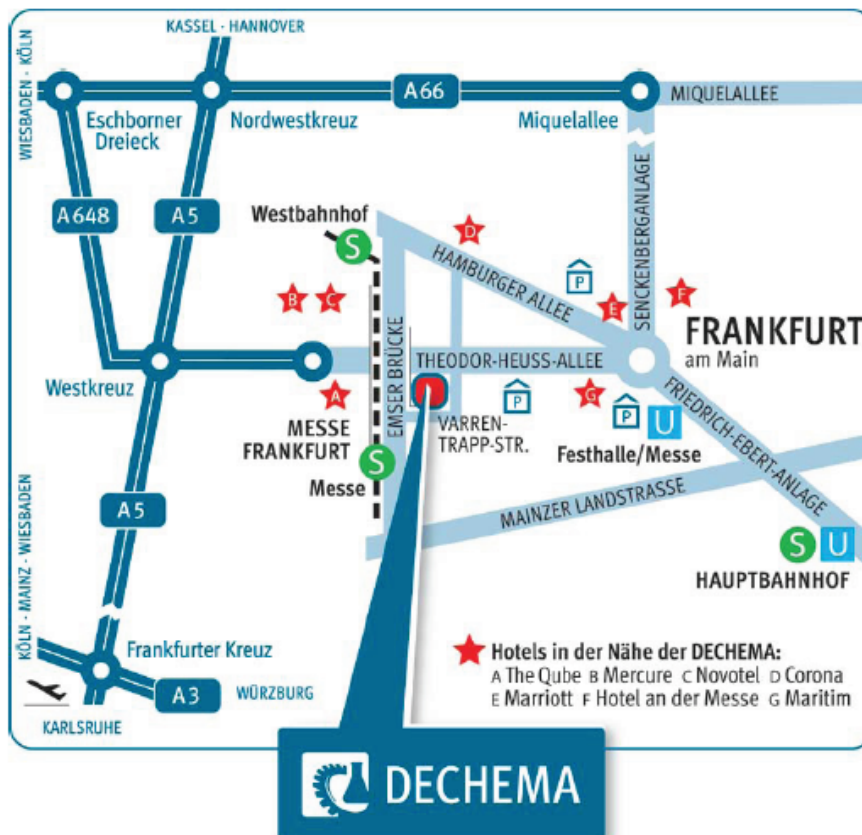 KASSEL - HANNOVER
WIESBADEN - KÖLN
A66
MIQUELALLEE
Eschborner
Dreieck
Nordwestkreuz
Miquelallee
SENCKENBERGANLAGE
A648
A5
Westbahnhof
S
D
HAMBURGER ALLEE
P
B
C
E
F
FRANKFURT
am Main
THEODOR-HEUSS-ALLEE
Westkreuz
A
EMSER BRÜCKE
P
G
P
U
FRIEDRICH-EBERT-ANLAGE
MESSE
FRANKFURT
VARREN-
TRAPP-STR.
Festhalle/Messe
S
Messe
MAINZER LANDSTRASSE
A5
S
U
HAUPTBAHNHOF
KÖLN - MAINZ - WIESBADEN
Frankfurter Kreuz
A3
WÜRZBURG
KARLSRUHE
Hotels in der Nähe der DECHEMA:
A The Qube B Mercure C Novotel D Corona
E Marriott F Hotel an der Messe G Maritim
DECHEMA